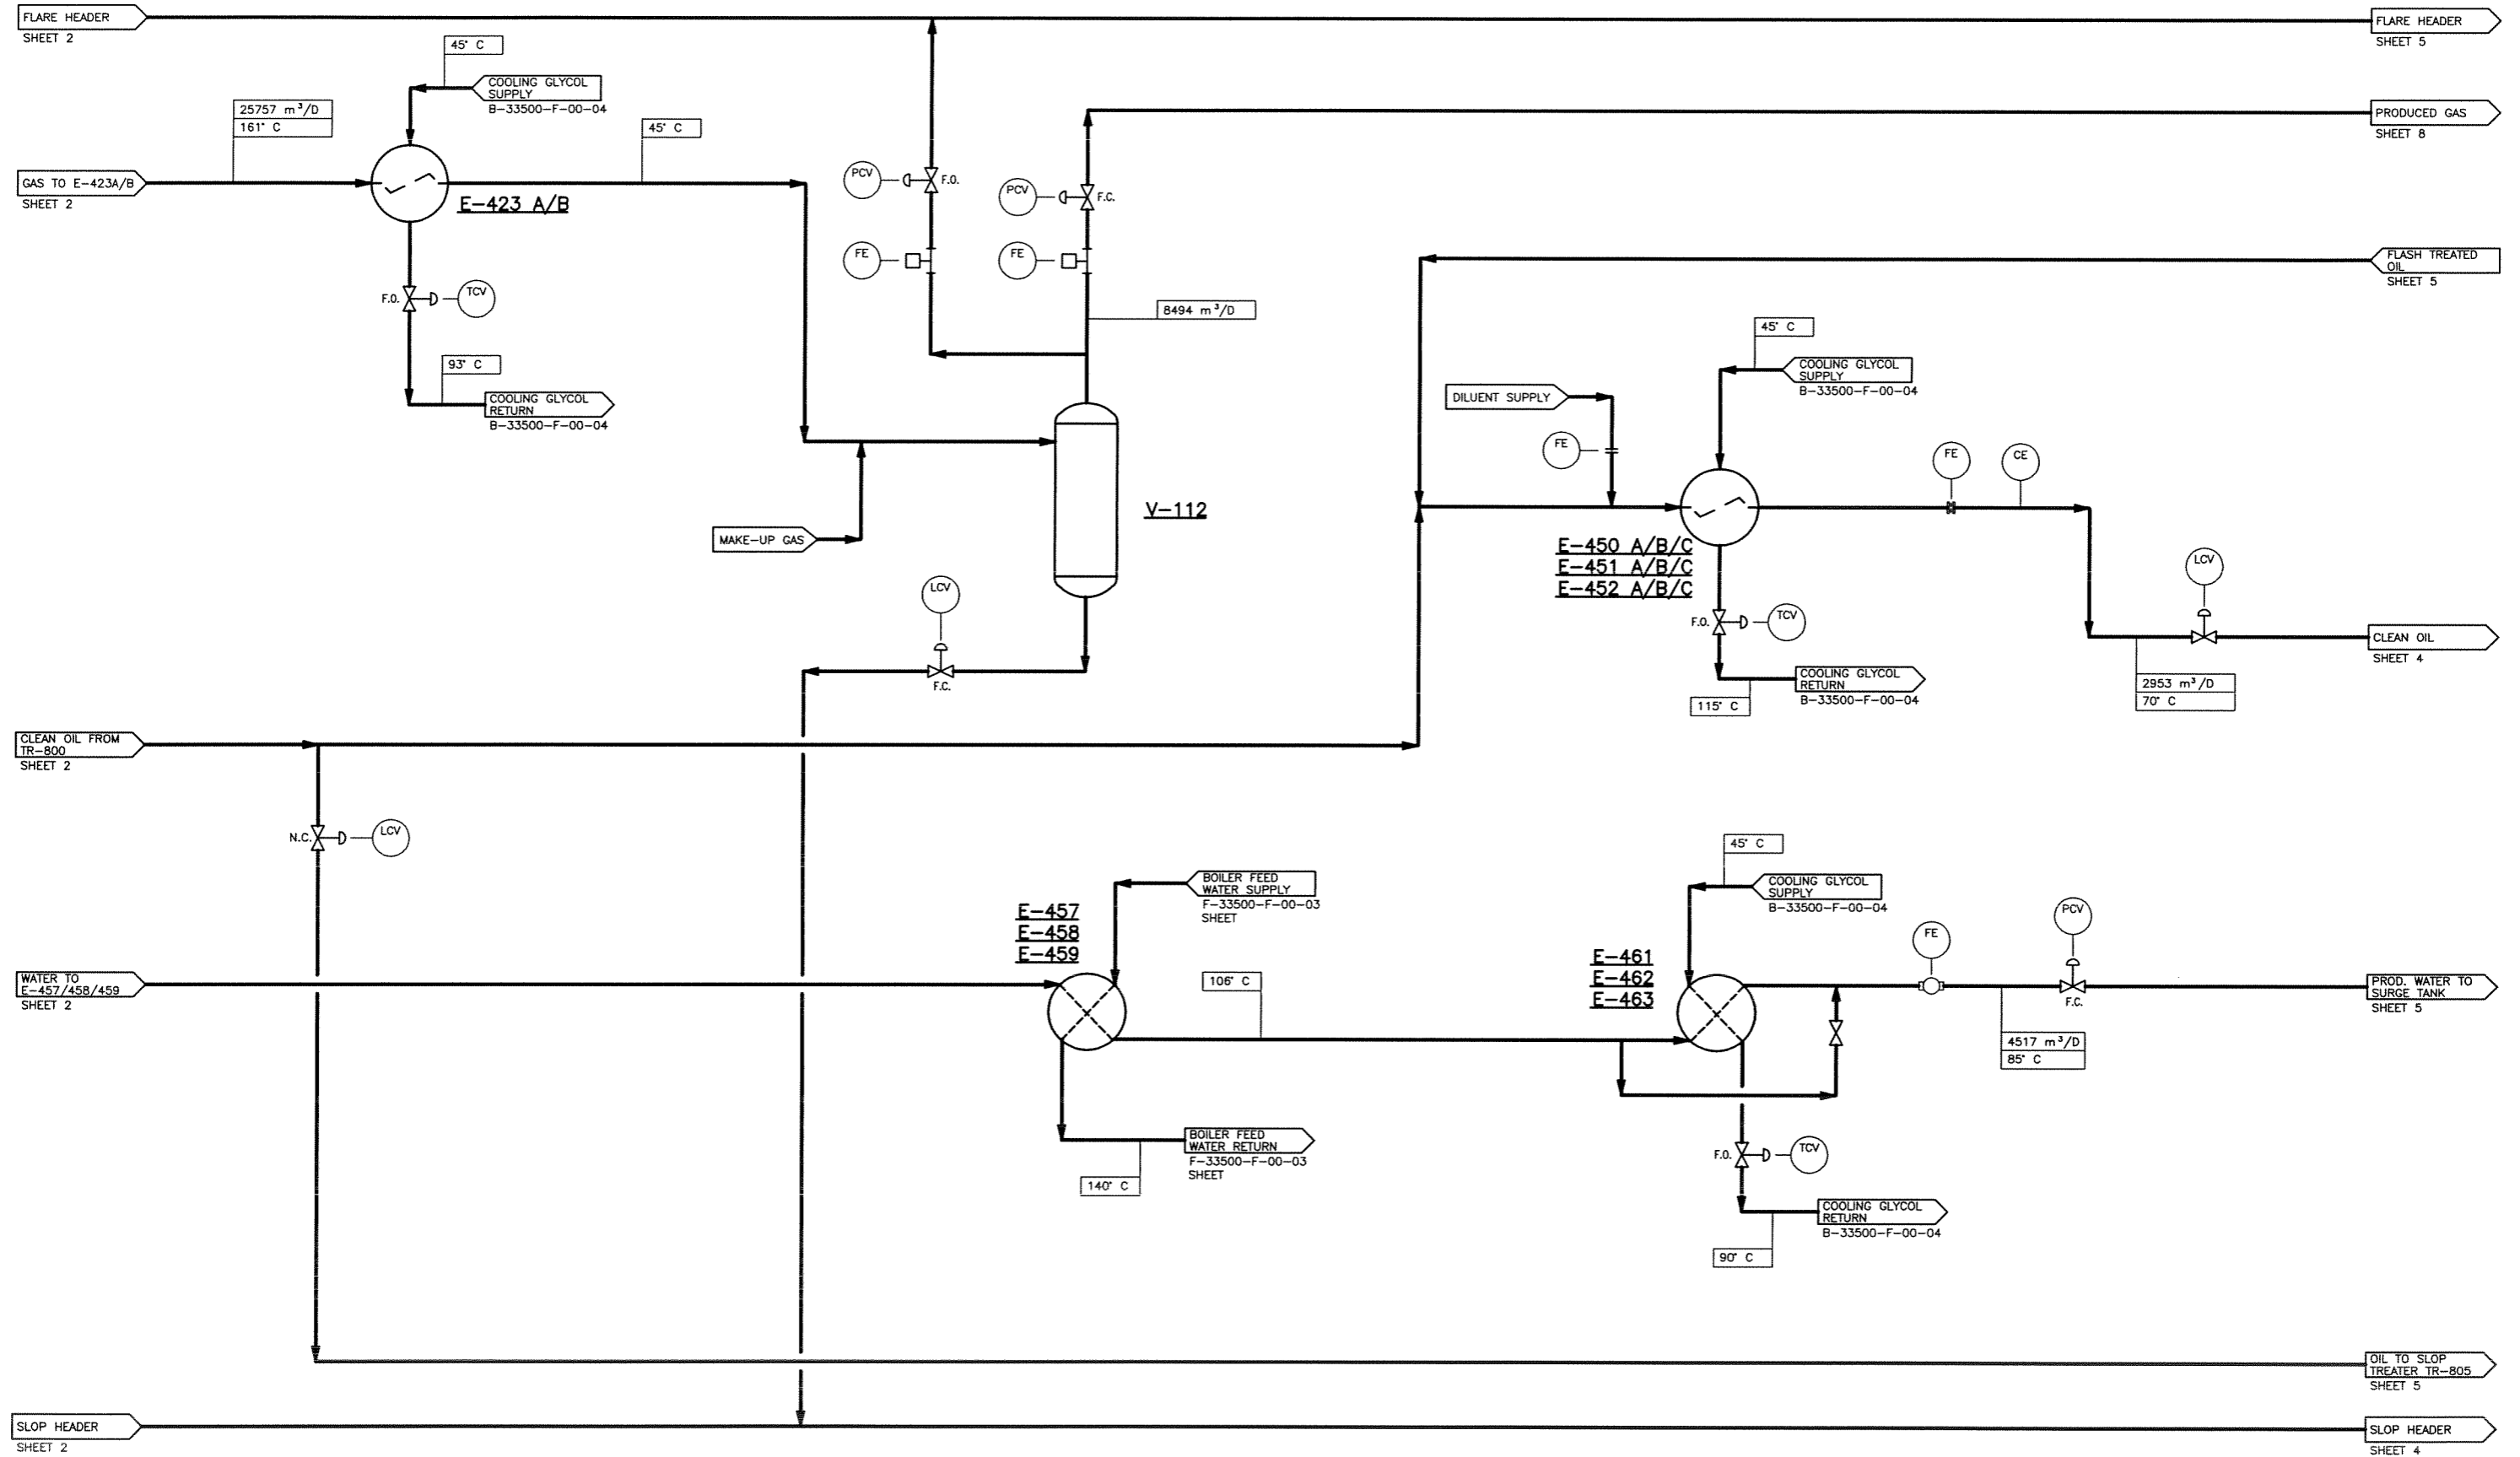 FLARE HEADER
SHEET 2
FLARE HEADER
SHEET 5
45° C
COOLING GLYCOL
SUPPLY
B-33500-F-00-04
25757 m³/D
161° C
45° C
GAS TO E-423A/B
SHEET 2
E-423 A/B
PRODUCED GAS
SHEET 8
PCV
F.O.
PCV
F.C.
FE
FE
F.O.
TCV
93° C
COOLING GLYCOL
RETURN
B-33500-F-00-04
8494 m³/D
FLASH TREATED
OIL
SHEET 5
45° C
COOLING GLYCOL
SUPPLY
B-33500-F-00-04
DILUENT SUPPLY
FE
FE
CE
V-112
MAKE-UP GAS
E-450 A/B/C
E-451 A/B/C
E-452 A/B/C
LCV
F.C.
F.O.
TCV
LCV
COOLING GLYCOL
RETURN
B-33500-F-00-04
115° C
CLEAN OIL
SHEET 4
2953 m³/D
70° C
CLEAN OIL FROM
TR-800
SHEET 2
N.C.
LCV
BOILER FEED
WATER SUPPLY
F-33500-F-00-03
SHEET
E-457
E-458
E-459
45° C
COOLING GLYCOL
SUPPLY
B-33500-F-00-04
E-461
E-462
E-463
FE
PCV
F.C.
WATER TO
E-457/458/459
SHEET 2
106° C
PROD. WATER TO
SURGE TANK
SHEET 5
4517 m³/D
85° C
BOILER FEED
WATER RETURN
F-33500-F-00-03
SHEET
140° C
F.O.
TCV
COOLING GLYCOL
RETURN
B-33500-F-00-04
90° C
OIL TO SLOP
TREATER TR-805
SHEET 5
SLOP HEADER
SHEET 2
SLOP HEADER
SHEET 4